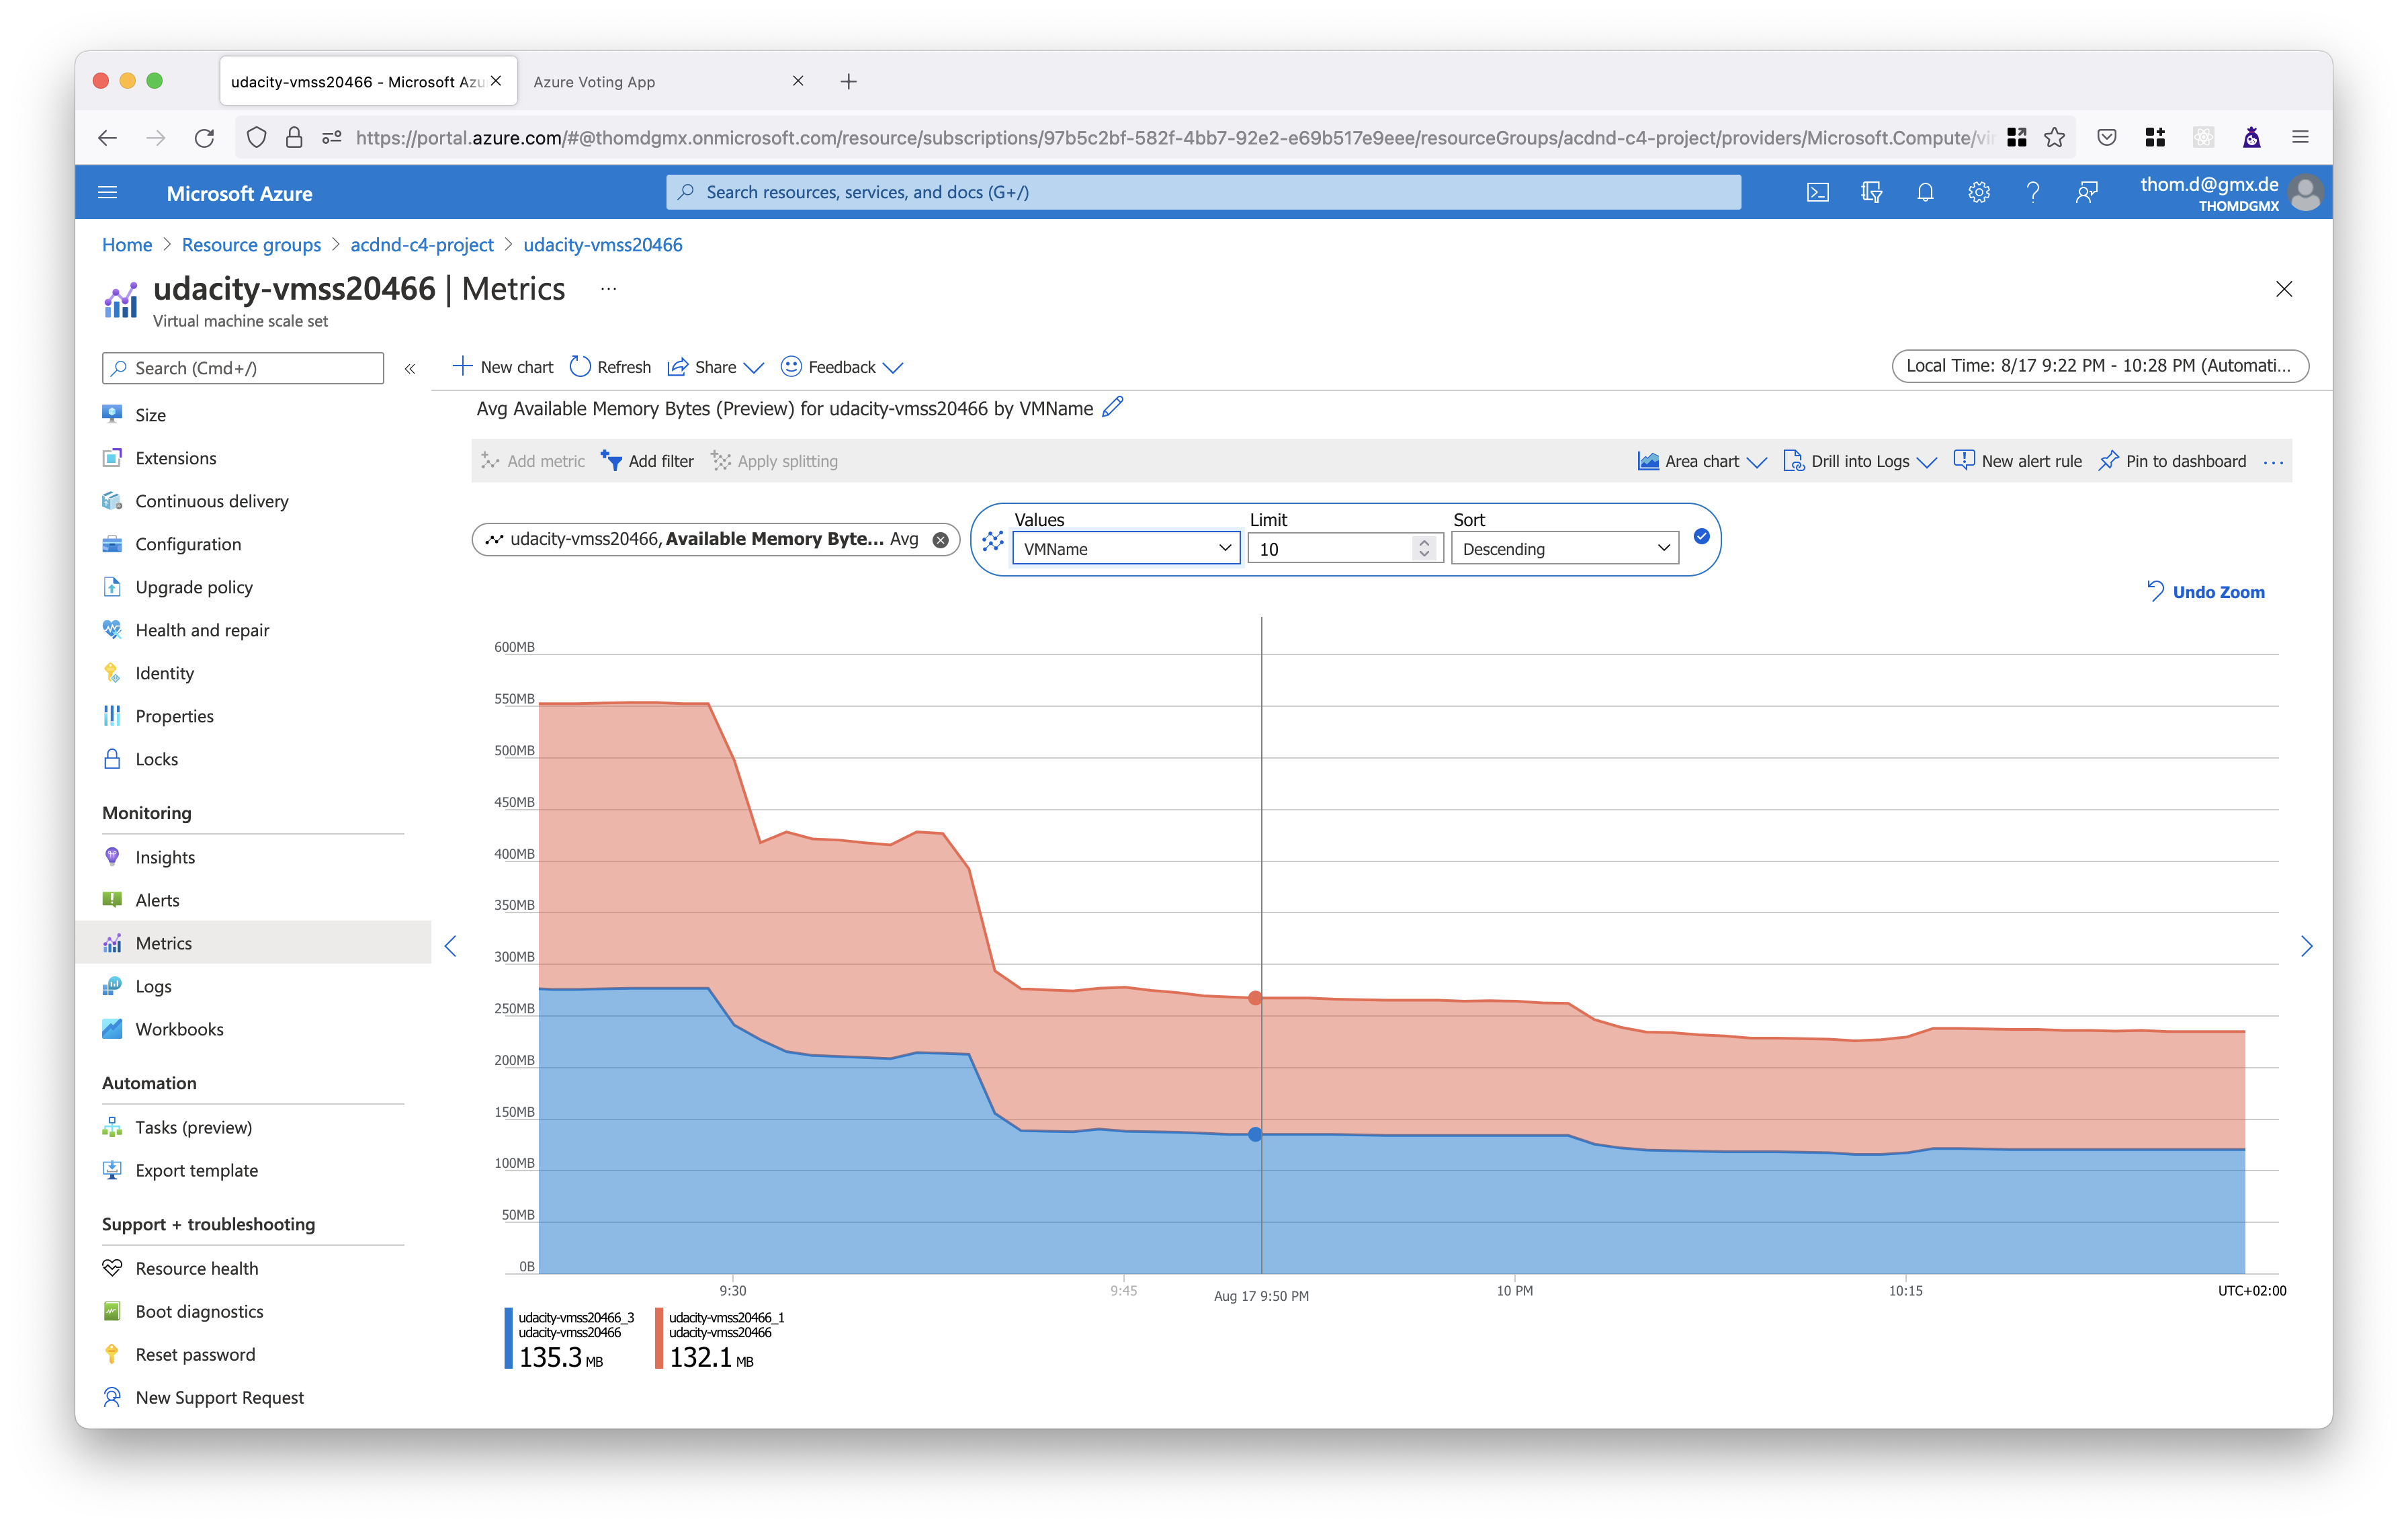 udacity-vmss20466 - Microsoft Azu
Azure Voting App
https://portal.azure.com/#@thomdgmx.onmicrosoft.com/resource/subscriptions/97b5c2bf-582f-4bb7-92e2-e69b517e9eee/resourceGroups/acdnd-c4-project/providers/Microsoft.Compute/vir
Microsoft Azure
Search resources, services, and docs (G+/)
thom.d@gmx.de
THOMDGMX
Home > Resource groups > acdnd-c4-project > udacity-vmss20466
udacity-vmss20466 | Metrics ...
Virtual machine scale set
Search (Cmd+/)
«
New chart
Refresh
Share
Feedback
Local Time: 8/17 9:22 PM - 10:28 PM (Automati...
Size
Extensions
Continuous delivery
Configuration
Upgrade policy
Health and repair
Identity
Properties
Locks
Monitoring
Insights
Alerts
Metrics
Logs
Workbooks
Automation
Tasks (preview)
Export template
Support + troubleshooting
Resource health
Boot diagnostics
Reset password
New Support Request
Avg Available Memory Bytes (Preview) for udacity-vmss20466 by VMName
Add metric
Add filter
Apply splitting
Area chart
Drill into Logs
New alert rule
Pin to dashboard
...
udacity-vmss20466, Available Memory Byte... Avg
Values
VMName
Limit
10
Sort
Descending
Undo Zoom
600MB
550MB
500MB
450MB
400MB
350MB
300MB
250MB
200MB
150MB
100MB
50MB
0B
9:30
9:45
Aug 17 9:50 PM
10 PM
10:15
UTC+02:00
udacity-vmss20466_3
udacity-vmss20466
135.3 MB
udacity-vmss20466_1
udacity-vmss20466
132.1 MB